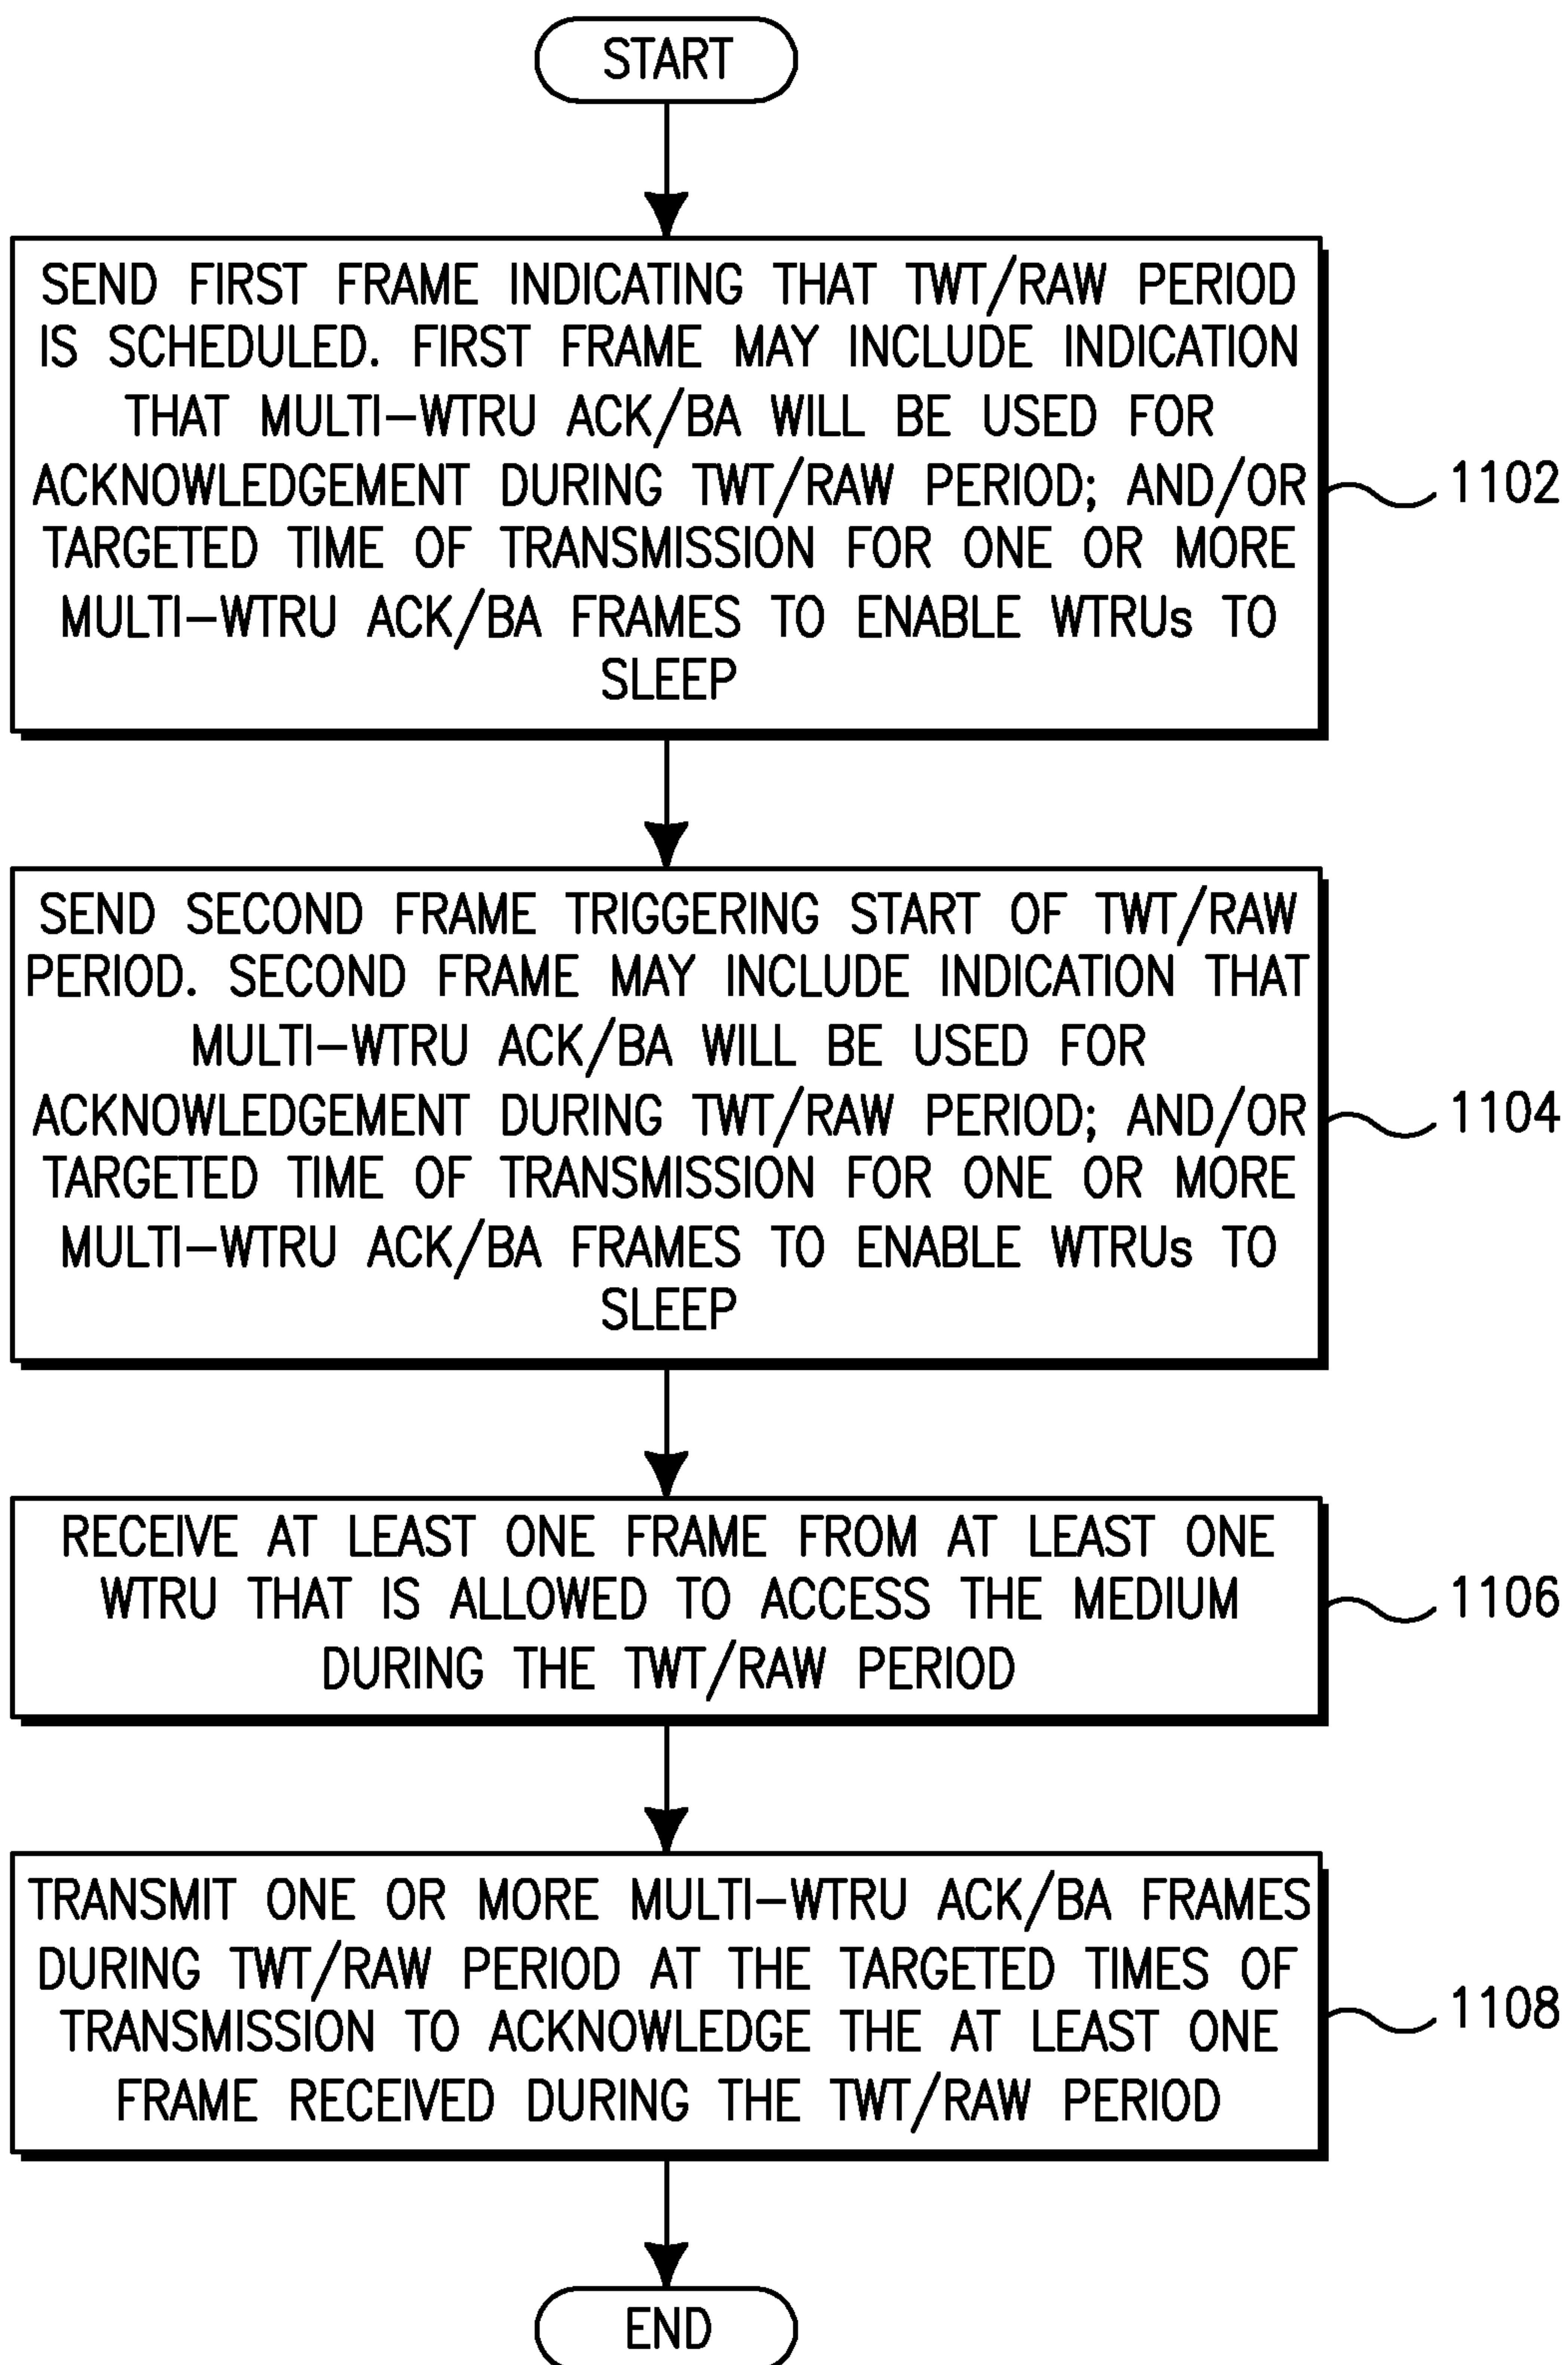 START
SEND FIRST FRAME INDICATING THAT TWT/RAW PERIOD
IS SCHEDULED. FIRST FRAME MAY INCLUDE INDICATION
THAT MULTI-WTRU ACK/BA WILL BE USED FOR
ACKNOWLEDGEMENT DURING TWT/RAW PERIOD; AND/OR
TARGETED TIME OF TRANSMISSION FOR ONE OR MORE
MULTI-WTRU ACK/BA FRAMES TO ENABLE WTRUs TO
SLEEP
1102
SEND SECOND FRAME TRIGGERING START OF TWT/RAW
PERIOD. SECOND FRAME MAY INCLUDE INDICATION THAT
MULTI-WTRU ACK/BA WILL BE USED FOR
ACKNOWLEDGEMENT DURING TWT/RAW PERIOD; AND/OR
TARGETED TIME OF TRANSMISSION FOR ONE OR MORE
MULTI-WTRU ACK/BA FRAMES TO ENABLE WTRUs TO
SLEEP
1104
RECEIVE AT LEAST ONE FRAME FROM AT LEAST ONE
WTRU THAT IS ALLOWED TO ACCESS THE MEDIUM
DURING THE TWT/RAW PERIOD
1106
TRANSMIT ONE OR MORE MULTI-WTRU ACK/BA FRAMES
DURING TWT/RAW PERIOD AT THE TARGETED TIMES OF
TRANSMISSION TO ACKNOWLEDGE THE AT LEAST ONE
FRAME RECEIVED DURING THE TWT/RAW PERIOD
1108
END